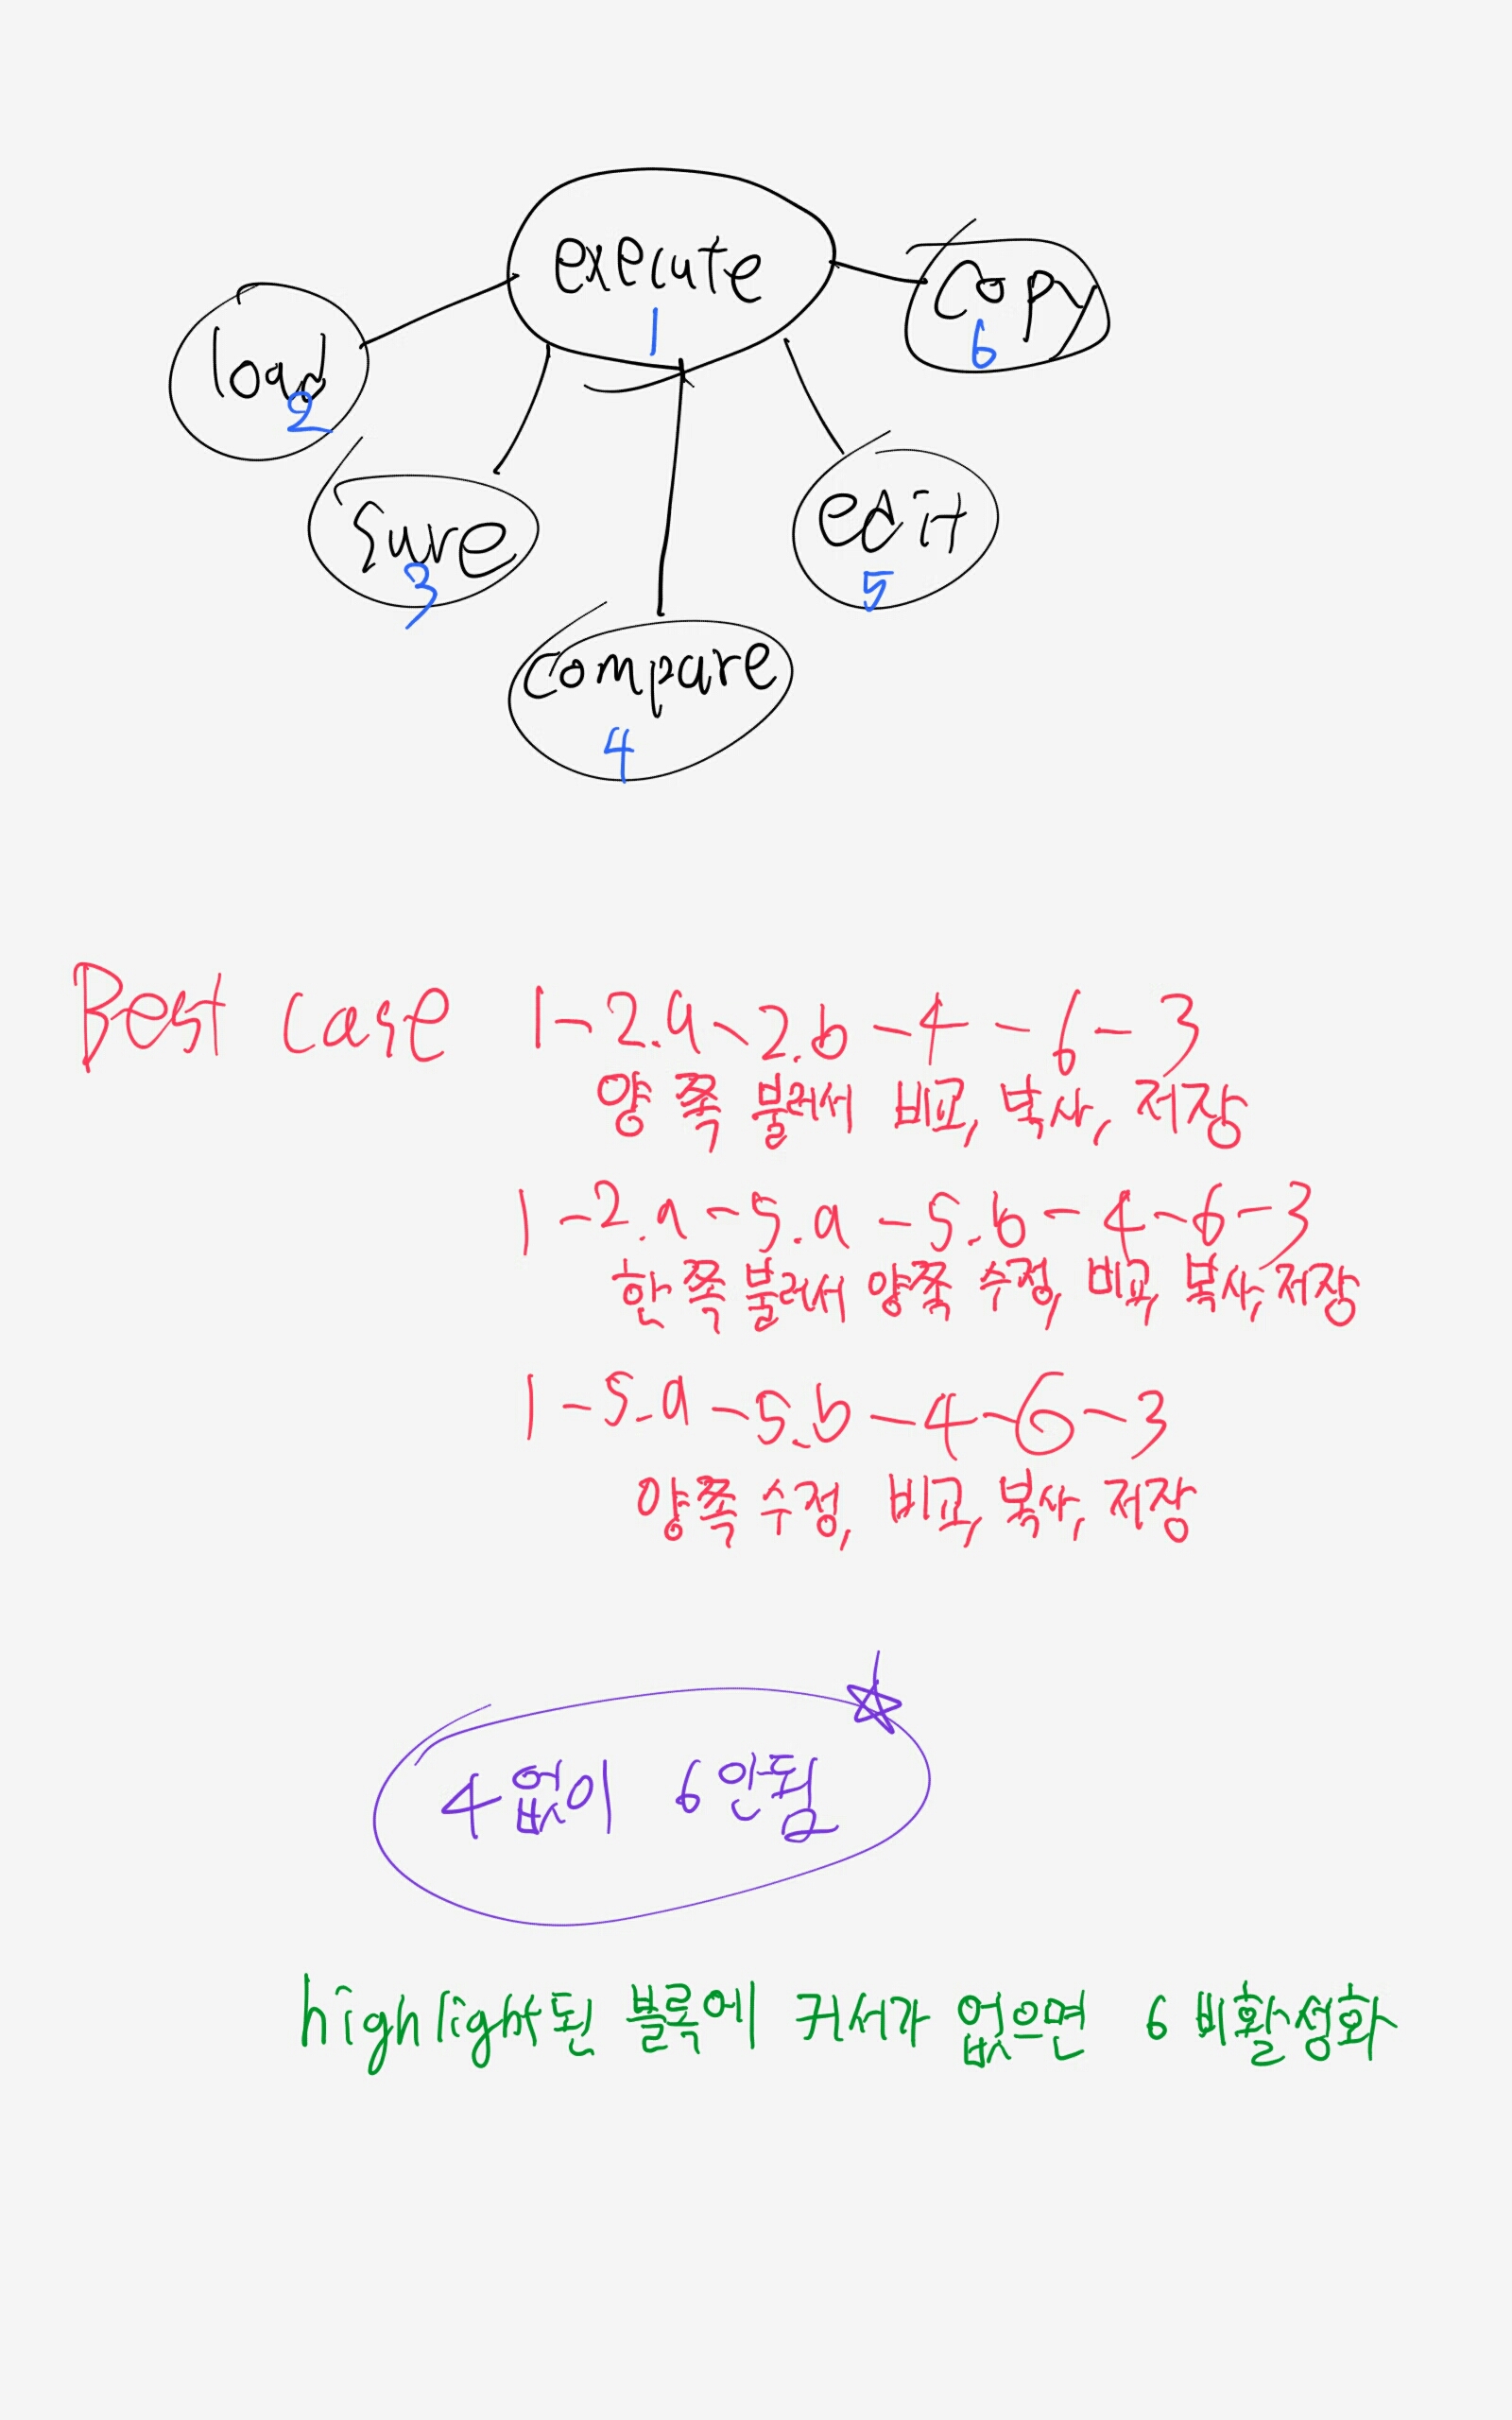 execute
1
copy
6
load
2
save
3
edit
5
compare
4
Best case 1-2.a-2.b-4-6-3
양쪽 불러서 비교, 복사, 저장
1-2.a-5.a-5.b-4-6-3
한쪽 불러서 양쪽 수정, 비교, 복사, 저장
1-5.a-5.b-4-6-3
양쪽 수정, 비교, 복사, 저장
4없이 6안됨
highlight된 블록에 커서가 없으면 6 비활성화